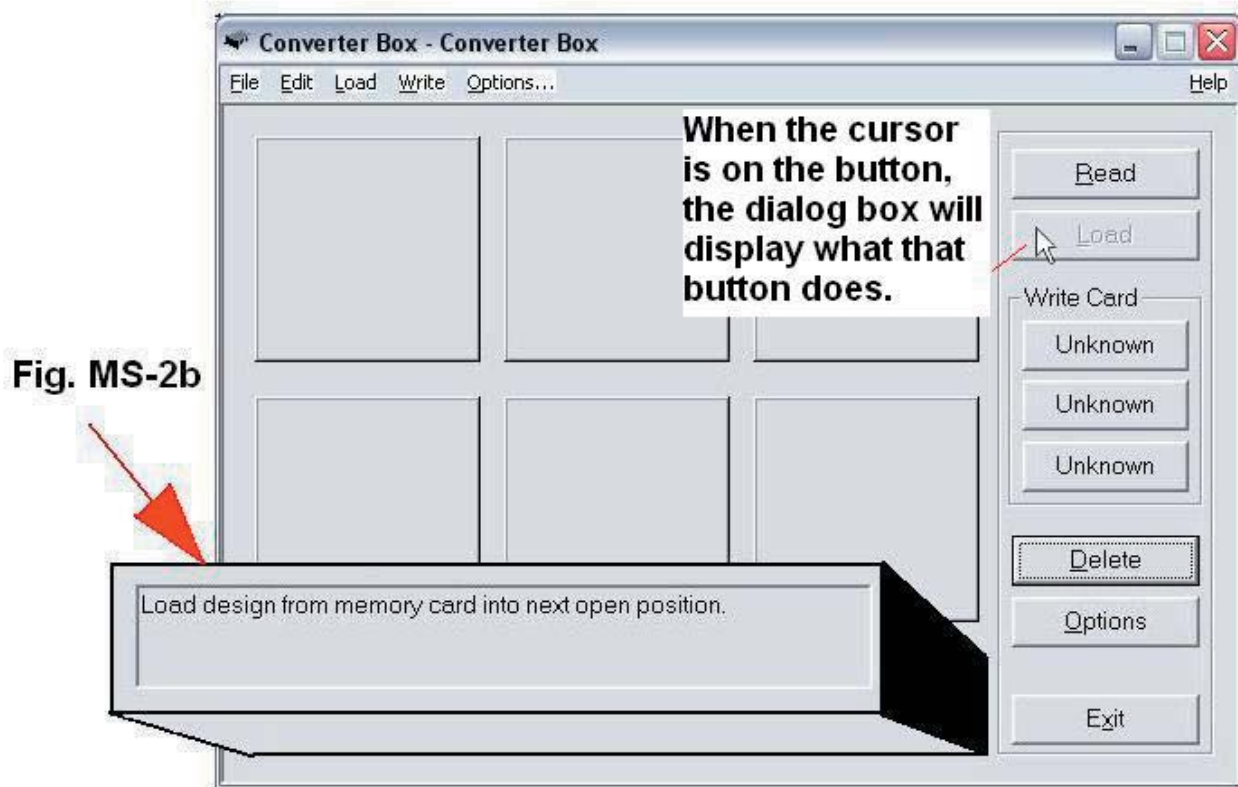 Converter Box - Converter Box
File Edit Load Write Options... Help
When the cursor
is on the button,
the dialog box will
display what that
button does.
Read
Load
Write Card
Unknown
Unknown
Unknown
Fig. MS-2b
Delete
Load design from memory card into next open position.
Options
Exit